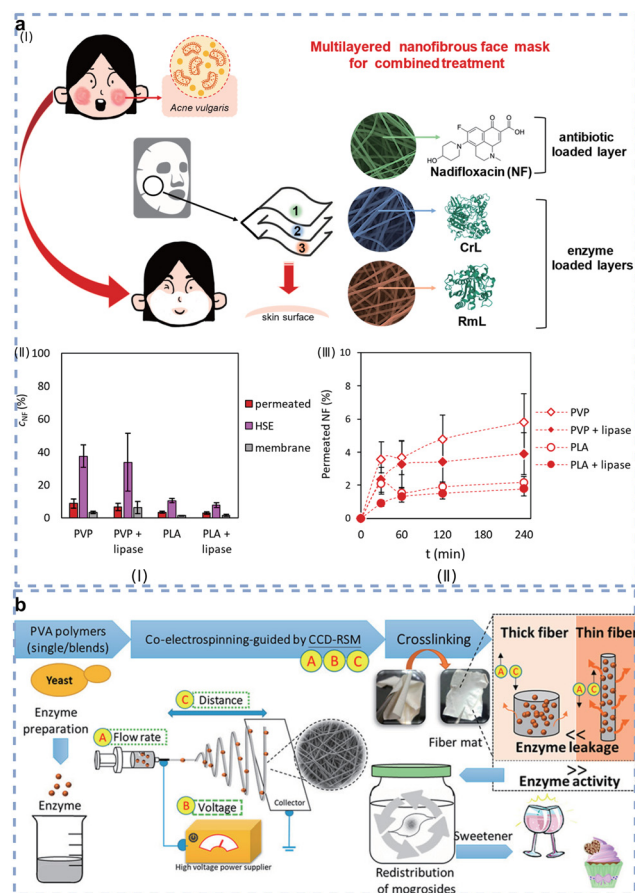 a
(I)
Multilayered nanofibrous face mask
for combined treatment
Acne vulgaris
F
O
O
OH
N
N
HO
Nadifloxacin (NF)
antibiotic
loaded layer
1
2
3
CrL
enzyme
loaded layers
RmL
skin surface
(II)
100
80
60
40
20
0
cNF (%)
permeated
HSE
membrane
PVP
PVP +
lipase
PLA
PLA +
lipase
(I)
(III)
10
8
6
4
2
0
Permeated NF (%)
0 60 120 180 240
t (min)
PVP
PVP + lipase
PLA
PLA + lipase
(II)
b
PVA polymers
(single/blends)
Co-electrospinning-guided by CCD-RSM
A B C
Crosslinking
Thick fiber
Thin fiber
A C
A C
<<
Enzyme leakage
>>
Enzyme activity
Yeast
Enzyme
preparation
Enzyme
C Distance
A Flow rate
B Voltage
Collector
High voltage power supplier
Fiber mat
Redistribution
of mogrosides
Sweetener